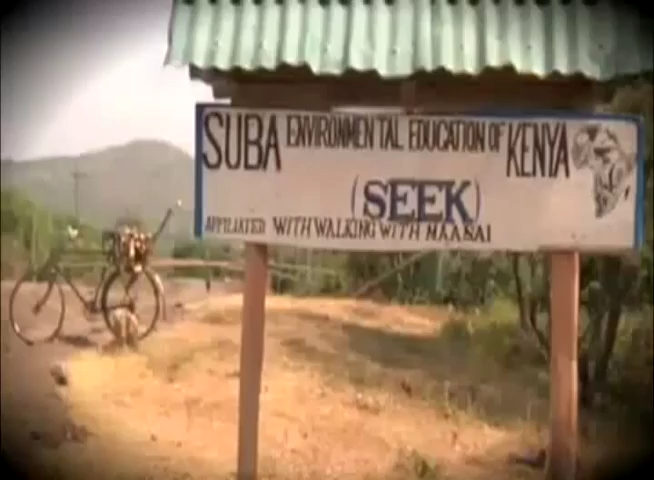 SUBA ENVIRONMENTAL EDUCATION OF KENYA
(SEEK)
AFFILIATED WITH WALKING WITH MAASAI